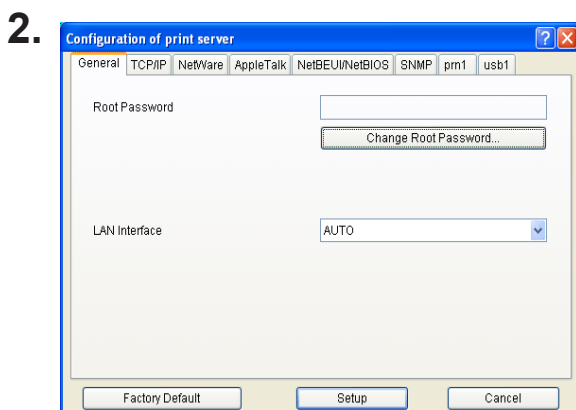 2.
Configuration of print server
General TCP/IP NetWare AppleTalk NetBEUI/NetBIOS SNMP prn1 usb1
Root Password
Change Root Password...
LAN Interface AUTO
Factory Default Setup Cancel